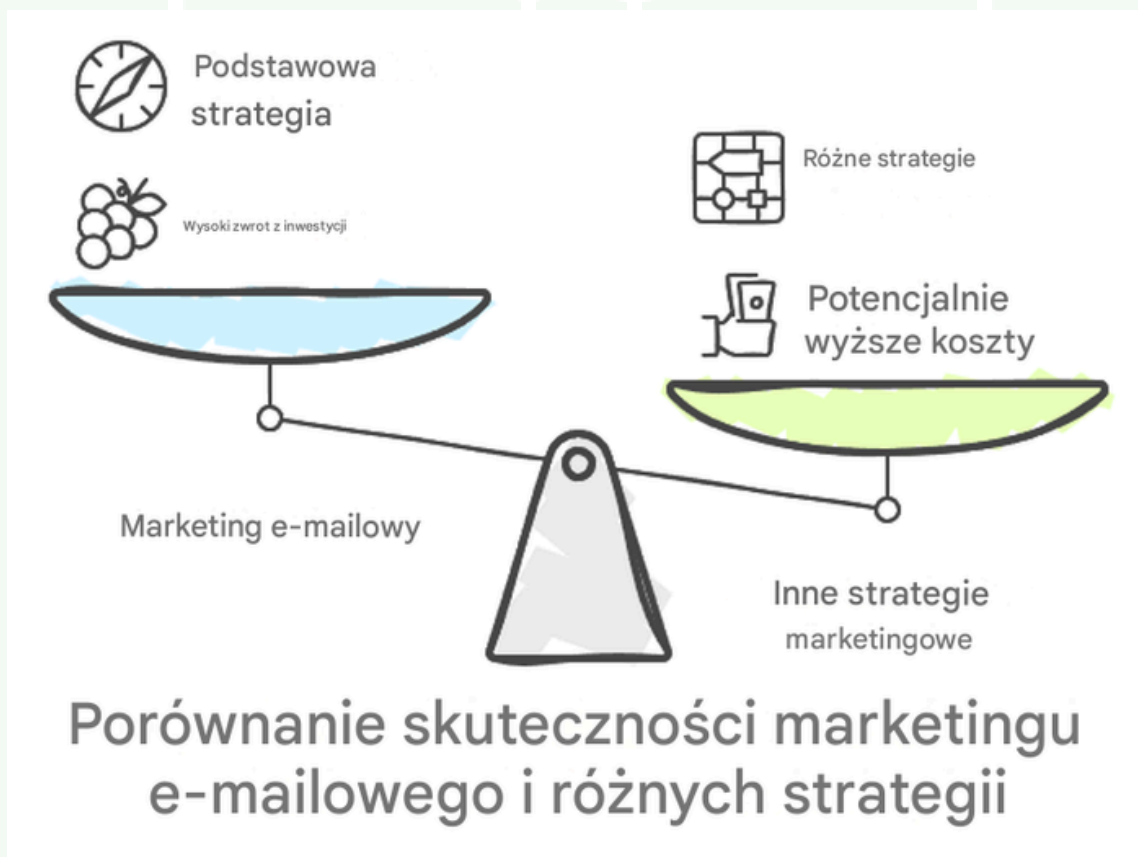 Podstawowa
strategia
Wysoki zwrot z inwestycji
Różne strategie
Potencjalnie
wyższe koszty
Marketing e-mailowy
Inne strategie
marketingowe
Porównanie skuteczności marketingu
e-mailowego i różnych strategii